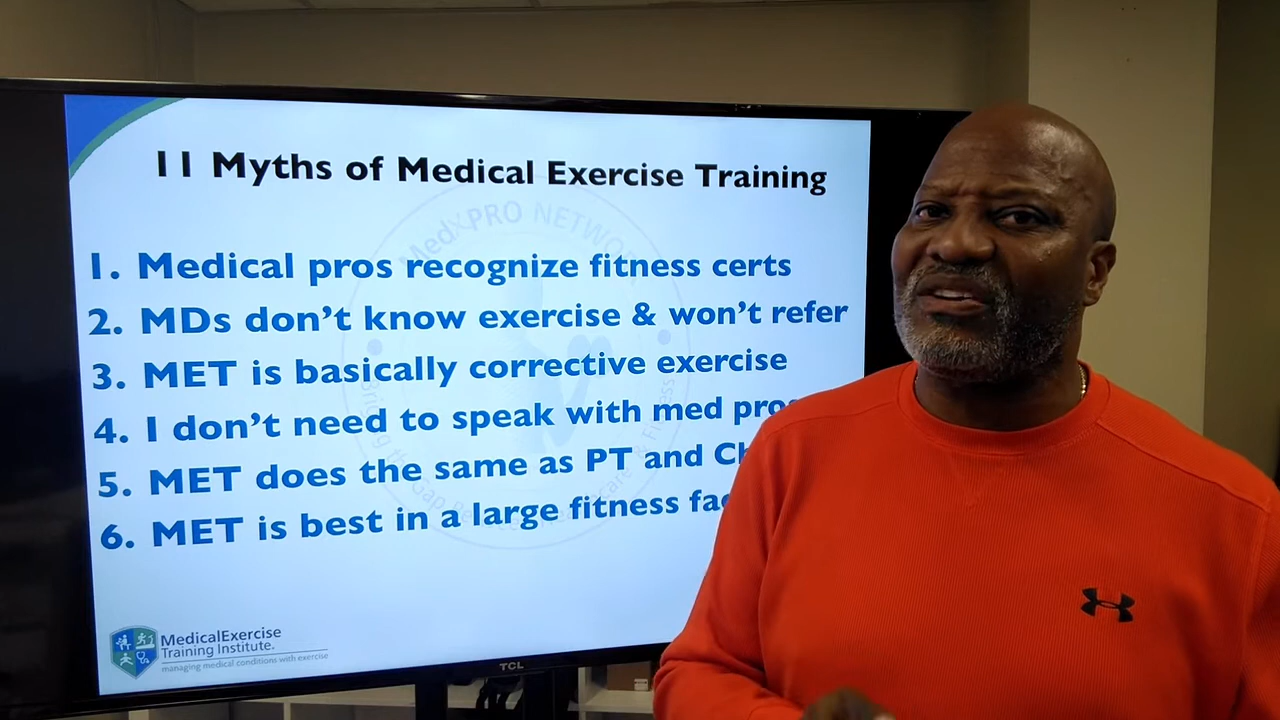 11 Myths of Medical Exercise Training
MedXPRO NETWORK
1. Medical pros recognize fitness certs
2. MDs don't know exercise & won't refer
3. MET is basically corrective exercise
4. I don't need to speak with med pros
5. MET does the same as PT and
6. MET is best in a large fitness
MedicalExercise
Training Institute.
managing medical conditions with exercise
TCL